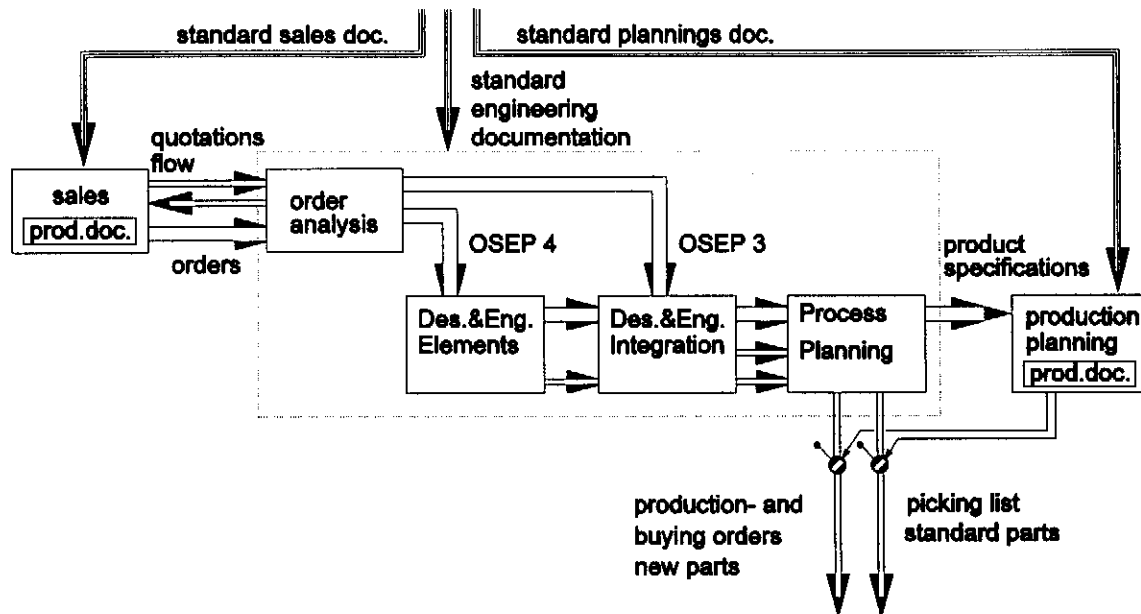 standard sales doc.
standard plannings doc.
standard
engineering
documentation
quotations
flow
sales
prod.doc.
order
analysis
orders
OSEP 4
OSEP 3
product
specifications
Des.&Eng.
Elements
Des.&Eng.
Integration
Process
Planning
production
planning
prod.doc.
production- and
buying orders
new parts
picking list
standard parts